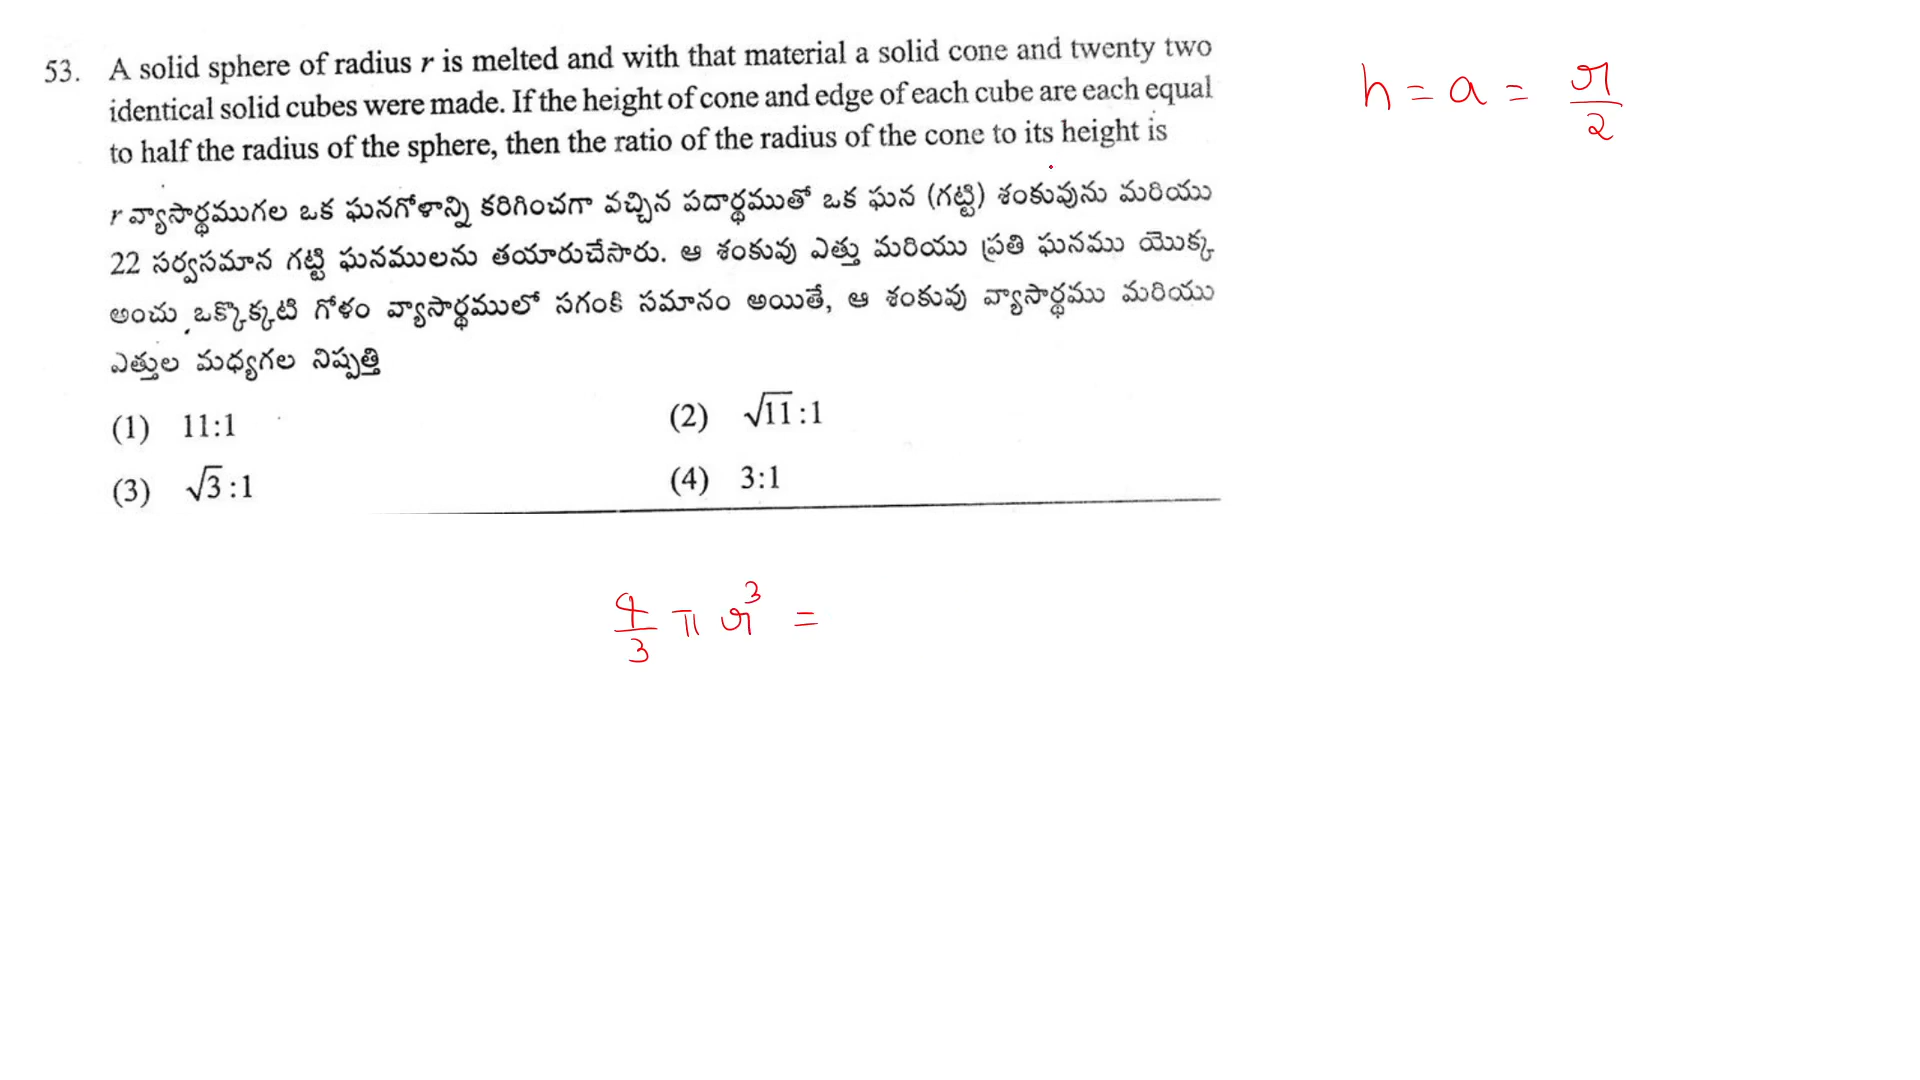 53. A solid sphere of radius r is melted and with that material a solid cone and twenty two
identical solid cubes were made. If the height of cone and edge of each cube are each equal
to half the radius of the sphere, then the ratio of the radius of the cone to its height is
r వ్యాసార్థముగల ఒక ఘనగోళాన్ని కరిగించగా వచ్చిన పదార్థముతో ఒక ఘన (గట్టి) శంకువును మరియు
22 సర్వసమాన గట్టి ఘనములను తయారుచేసారు. ఆ శంకువు ఎత్తు మరియు ప్రతి ఘనము యొక్క
అంచు ఒక్కొక్కటి గోళం వ్యాసార్థములో సగంకి సమానం అయితే, ఆ శంకువు వ్యాసార్థము మరియు
ఎత్తుల మధ్యగల నిష్పత్తి
(1) 11:1 (2) √11:1
(3) √3:1 (4) 3:1
h = a = r/2
4/3 π r³ =